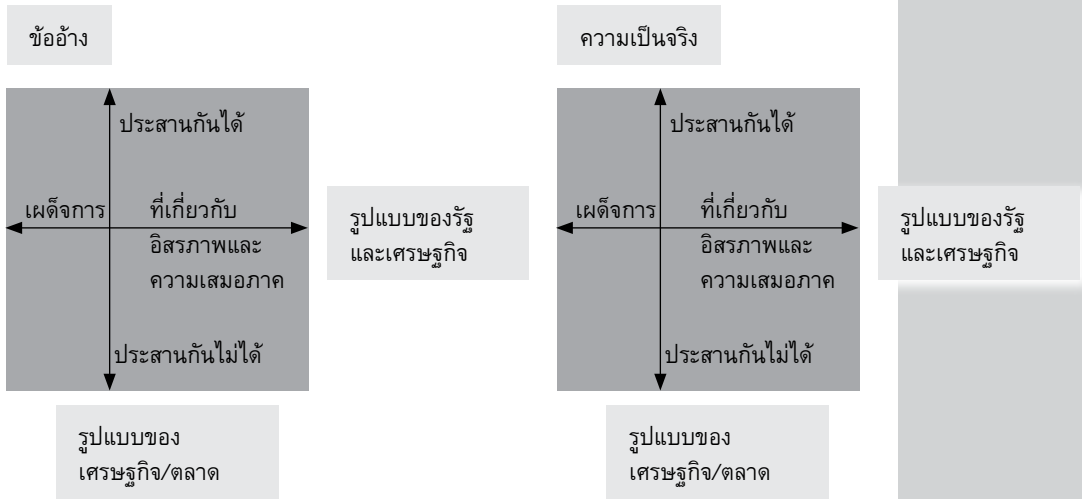 ข้ออ้าง
ประสานกันได้
เผด็จการ
ที่เกี่ยวกับ
อิสรภาพและ
ความเสมอภาค
ประสานกันไม่ได้
รูปแบบของรัฐ
และเศรษฐกิจ
รูปแบบของ
เศรษฐกิจ/ตลาด
ความเป็นจริง
ประสานกันได้
เผด็จการ
ที่เกี่ยวกับ
อิสรภาพและ
ความเสมอภาค
ประสานกันไม่ได้
รูปแบบของรัฐ
และเศรษฐกิจ
รูปแบบของ
เศรษฐกิจ/ตลาด